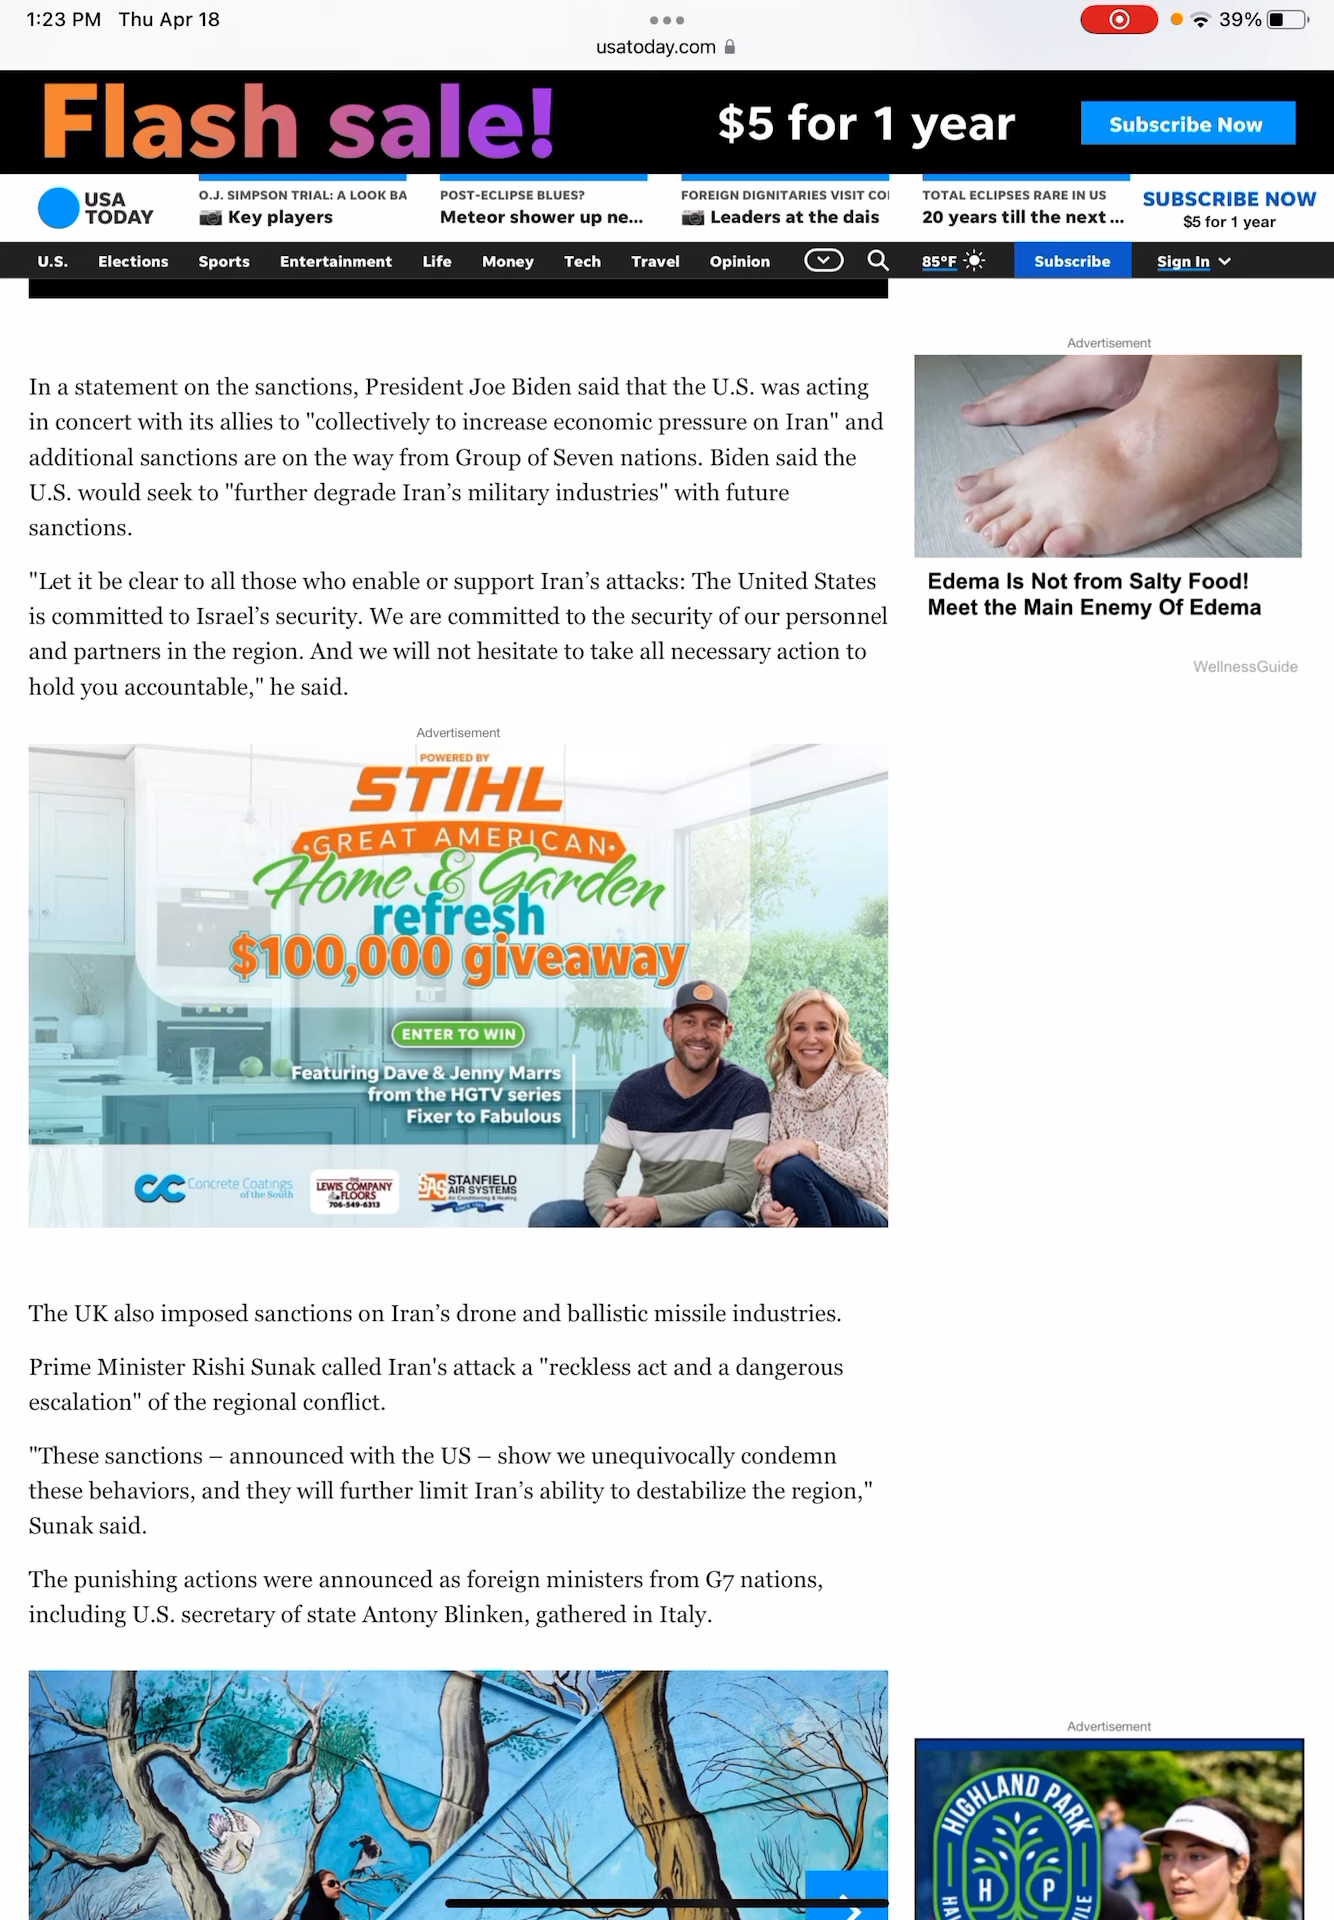 1:23 PM Thu Apr 18
39%
usatoday.com
Flash sale!
$5 for 1 year
Subscribe Now
USA
TODAY
O.J. SIMPSON TRIAL: A LOOK BA
Key players
POST-ECLIPSE BLUES?
Meteor shower up ne...
FOREIGN DIGNITARIES VISIT CO
Leaders at the dais
TOTAL ECLIPSES RARE IN US
20 years till the next ...
SUBSCRIBE NOW
$5 for 1 year
U.S. Elections Sports Entertainment Life Money Tech Travel Opinion 85°F Subscribe Sign In
In a statement on the sanctions, President Joe Biden said that the U.S. was acting
in concert with its allies to "collectively to increase economic pressure on Iran" and
additional sanctions are on the way from Group of Seven nations. Biden said the
U.S. would seek to "further degrade Iran’s military industries" with future
sanctions.
"Let it be clear to all those who enable or support Iran’s attacks: The United States
is committed to Israel’s security. We are committed to the security of our personnel
and partners in the region. And we will not hesitate to take all necessary action to
hold you accountable," he said.
Advertisement
Edema Is Not from Salty Food!
Meet the Main Enemy Of Edema
WellnessGuide
Advertisement
POWERED BY
STIHL
•GREAT AMERICAN•
Home & Garden
refresh
$100,000 giveaway
ENTER TO WIN
Featuring Dave & Jenny Marrs
from the HGTV series
Fixer to Fabulous
CC Concrete Coatings
of the South
THE
LEWIS COMPANY
FLOORS
706-549-6313
SAS STANFIELD
AIR SYSTEMS
Air Conditioning & Heating
The UK also imposed sanctions on Iran’s drone and ballistic missile industries.
Prime Minister Rishi Sunak called Iran's attack a "reckless act and a dangerous
escalation" of the regional conflict.
"These sanctions – announced with the US – show we unequivocally condemn
these behaviors, and they will further limit Iran’s ability to destabilize the region,"
Sunak said.
The punishing actions were announced as foreign ministers from G7 nations,
including U.S. secretary of state Antony Blinken, gathered in Italy.
Advertisement
HIGHLAND PARK
H P